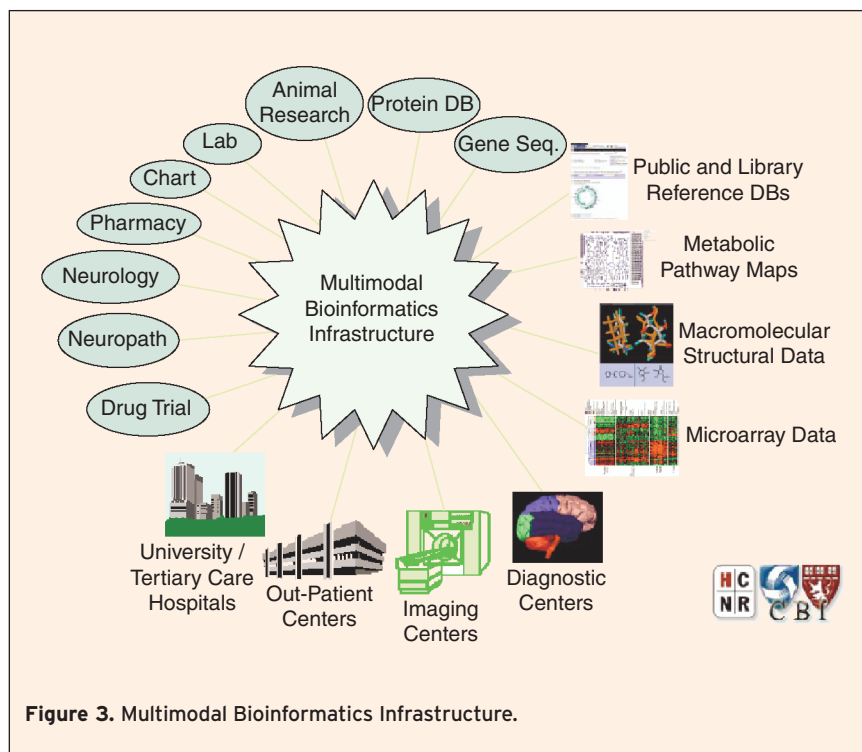 Animal
Research
Protein DB
Gene Seq.
Lab
Chart
Pharmacy
Neurology
Neuropath
Drug Trial
Multimodal
Bioinformatics
Infrastructure
Public and Library
Reference DBs
Metabolic
Pathway Maps
Macromolecular
Structural Data
Microarray Data
University /
Tertiary Care
Hospitals
Out-Patient
Centers
Imaging
Centers
Diagnostic
Centers
H C
N R
C B I
Figure 3. Multimodal Bioinformatics Infrastructure.